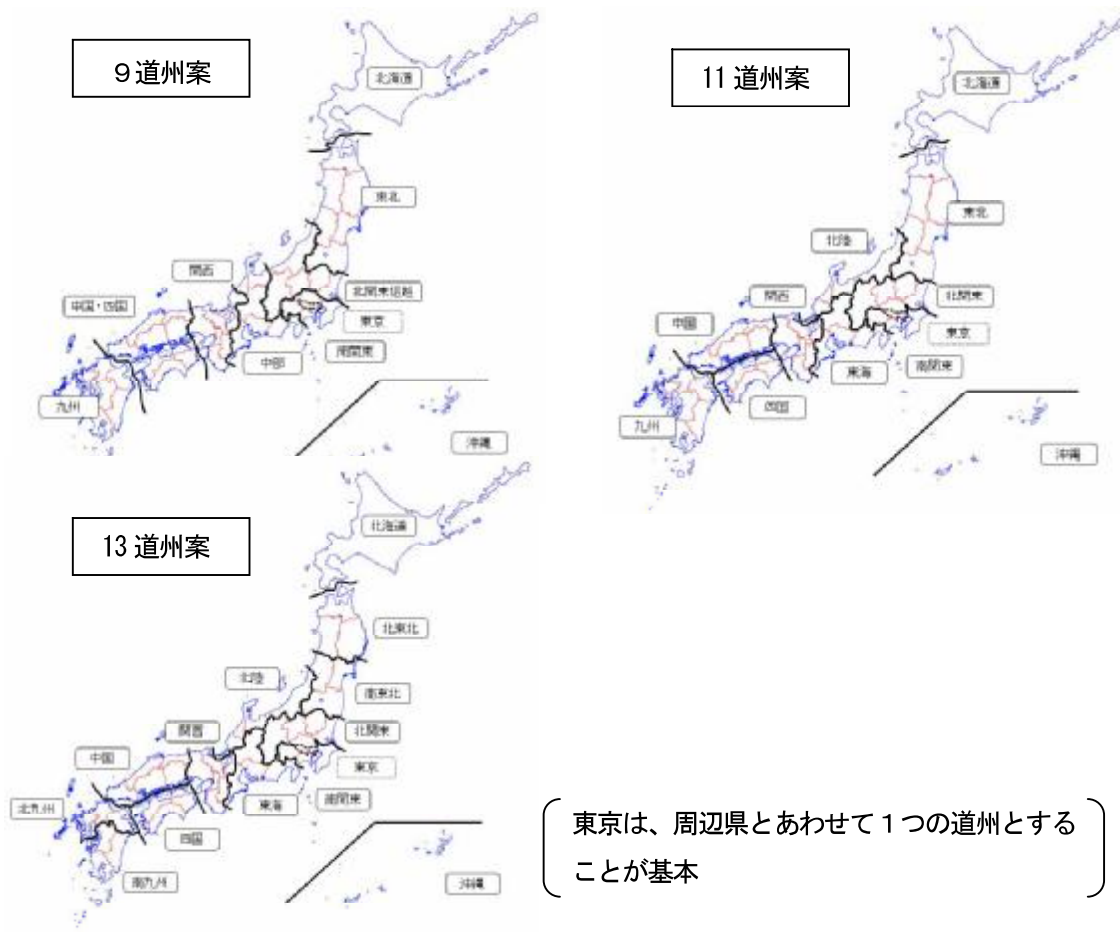 9道州案
北海道
東北
関西
北関東信越
中国・四国
東京
南関東
中部
九州
沖縄
11道州案
北海道
東北
北陸
関西
北関東
中国
東京
南関東
東海
四国
九州
沖縄
13道州案
北海道
北東北
北陸
南東北
関西
北関東
中国
東京
南関東
東海
北九州
四国
南九州
沖縄
東京は、周辺県とあわせて1つの道州とする
ことが基本